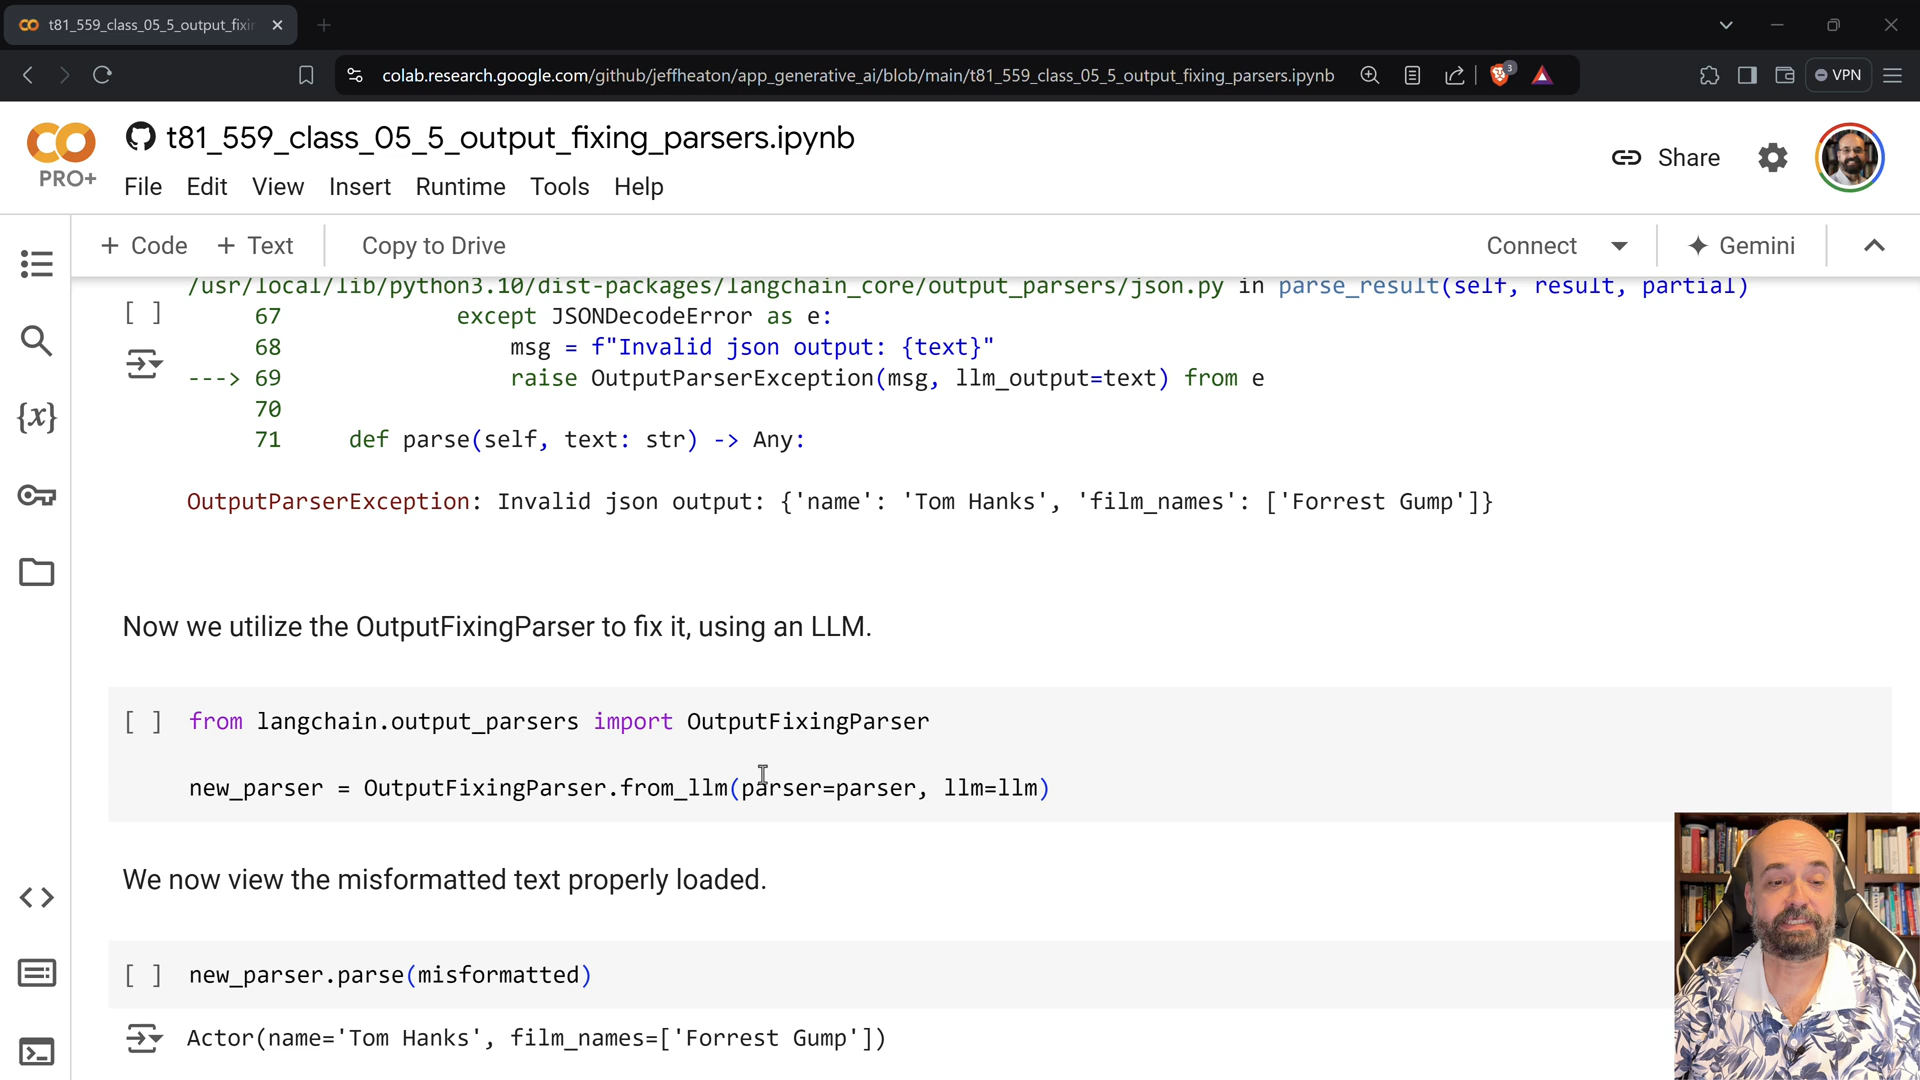 t81_559_class_05_5_output_fixi
colab.research.google.com/github/jeffheaton/app_generative_ai/blob/main/t81_559_class_05_5_output_fixing_parsers.ipynb
3
VPN
PRO+
t81_559_class_05_5_output_fixing_parsers.ipynb
File Edit View Insert Runtime Tools Help
Share
+ Code + Text Copy to Drive
Connect
Gemini
/usr/local/lib/python3.10/dist-packages/langchain_core/output_parsers/json.py in parse_result(self, result, partial)
[ ] 67 except JSONDecodeError as e:
68 msg = f"Invalid json output: {text}"
---> 69 raise OutputParserException(msg, llm_output=text) from e
70
71 def parse(self, text: str) -> Any:
OutputParserException: Invalid json output: {'name': 'Tom Hanks', 'film_names': ['Forrest Gump']}
Now we utilize the OutputFixingParser to fix it, using an LLM.
[ ] from langchain.output_parsers import OutputFixingParser
new_parser = OutputFixingParser.from_llm(parser=parser, llm=llm)
We now view the misformatted text properly loaded.
[ ] new_parser.parse(misformatted)
Actor(name='Tom Hanks', film_names=['Forrest Gump'])